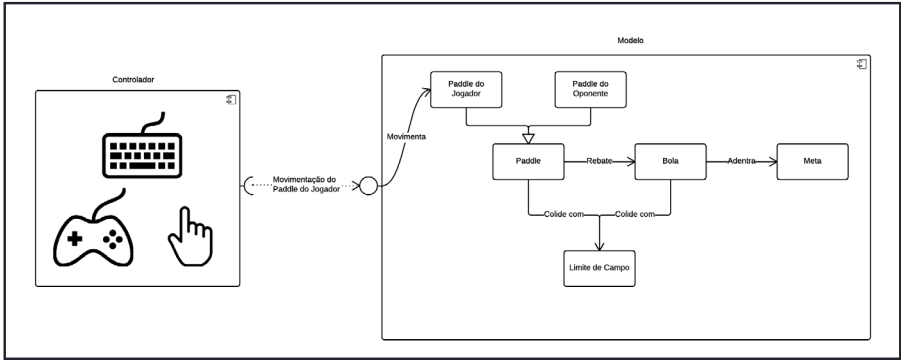 Modelo
Controlador
Paddle do
Jogador
Paddle do
Oponente
Movimenta
Paddle
Rebate
Bola
Adentra
Meta
Movimentação do
Paddle do Jogador
Colide com
Colide com
Limite de Campo